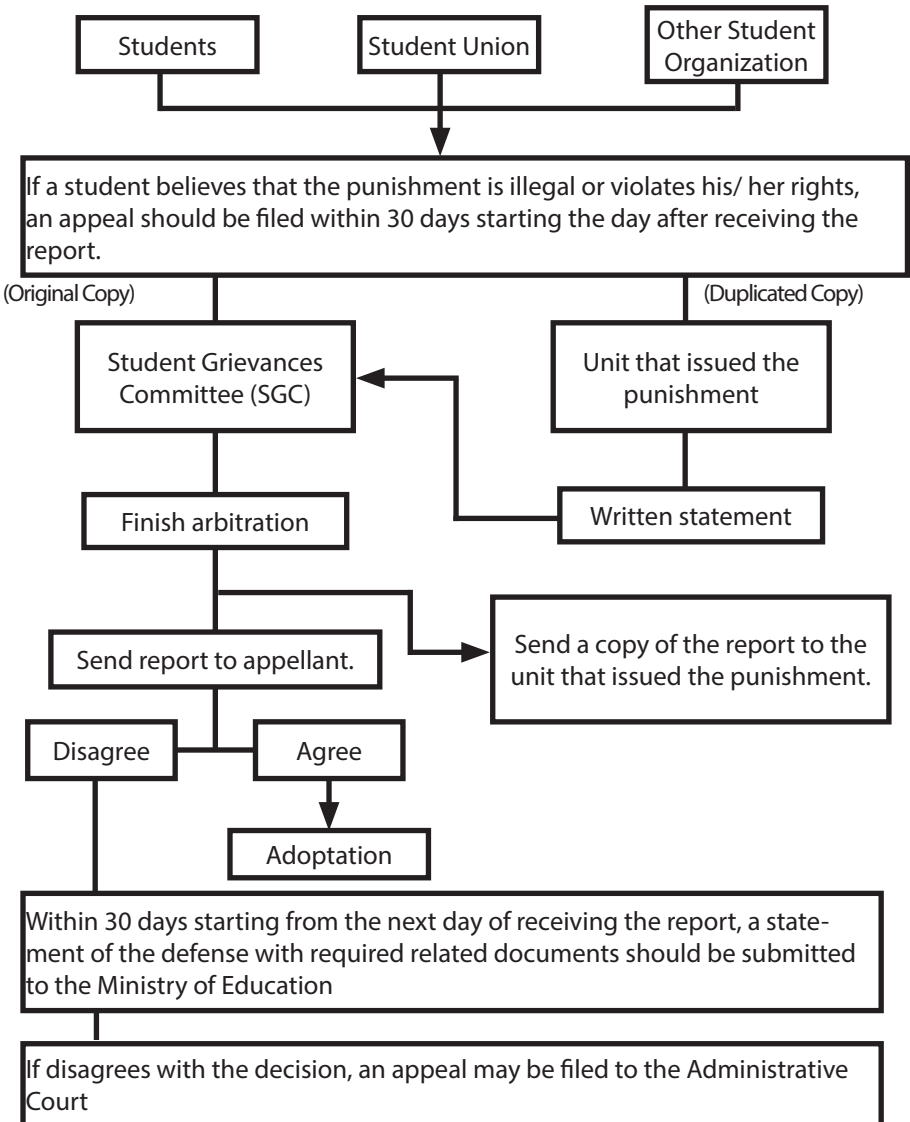 Students
Student Union
Other Student
Organization
If a student believes that the punishment is illegal or violates his/ her rights,
an appeal should be filed within 30 days starting the day after receiving the
report.
(Original Copy)
(Duplicated Copy)
Student Grievances
Committee (SGC)
Unit that issued the
punishment
Written statement
Finish arbitration
Send report to appellant.
Send a copy of the report to the
unit that issued the punishment.
Disagree
Agree
Adoptation
Within 30 days starting from the next day of receiving the report, a state-
ment of the defense with required related documents should be submitted
to the Ministry of Education
If disagrees with the decision, an appeal may be filed to the Administrative
Court